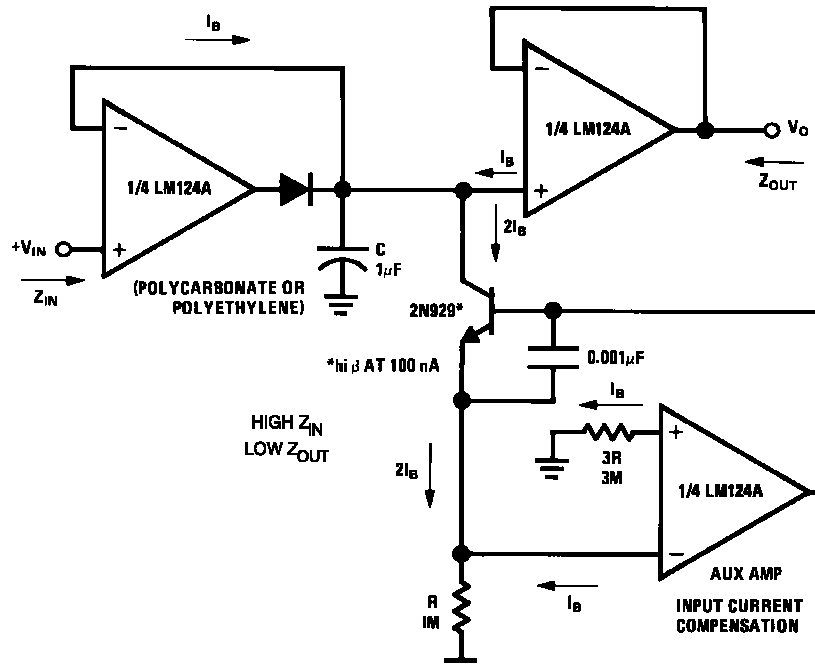 I_B
1/4 LM124A
−
+
+V_IN
Z_IN
C
1μF
(POLYCARBONATE OR
POLYETHYLENE)
−
+
1/4 LM124A
I_B
V_O
Z_OUT
2I_B
2N929*
*hi β AT 100 nA
0.001μF
HIGH Z_IN
LOW Z_OUT
I_B
3R
3M
+
−
1/4 LM124A
2I_B
AUX AMP
I_B
INPUT CURRENT
COMPENSATION
R
1M